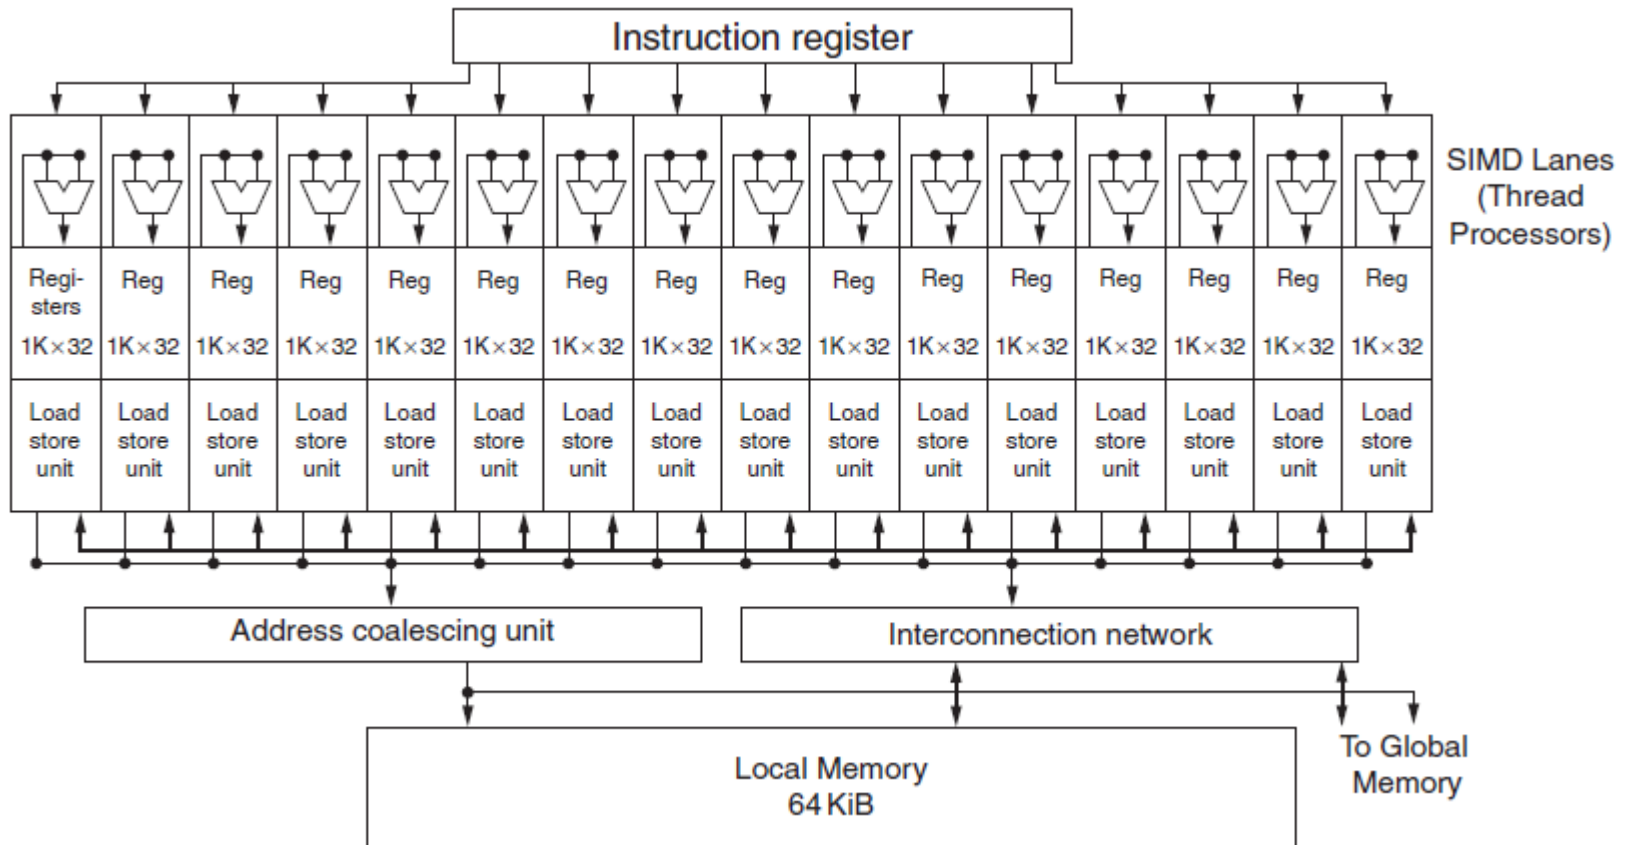 Instruction register
SIMD Lanes
(Thread
Processors)
Regi-
sters
1K×32
Reg
1K×32
Reg
1K×32
Reg
1K×32
Reg
1K×32
Reg
1K×32
Reg
1K×32
Reg
1K×32
Reg
1K×32
Reg
1K×32
Reg
1K×32
Reg
1K×32
Reg
1K×32
Reg
1K×32
Reg
1K×32
Reg
1K×32
Load
store
unit
Load
store
unit
Load
store
unit
Load
store
unit
Load
store
unit
Load
store
unit
Load
store
unit
Load
store
unit
Load
store
unit
Load
store
unit
Load
store
unit
Load
store
unit
Load
store
unit
Load
store
unit
Load
store
unit
Load
store
unit
Address coalescing unit
Interconnection network
Local Memory
64 KiB
To Global
Memory